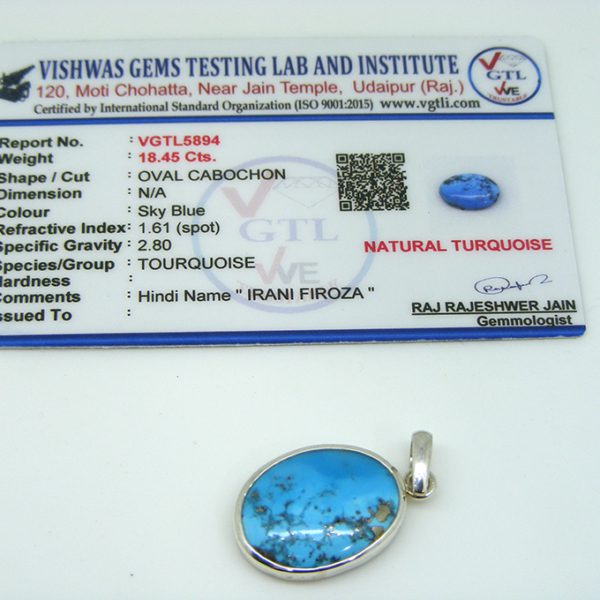 VISHWAS GEMS TESTING LAB AND INSTITUTE
120, Moti Chohatta, Near Jain Temple, Udaipur (Raj.)
Certified by International Standard Organization (ISO 9001:2015) www.vgtli.com
GTL
VVE
TRUSTABLE
Report No. : VGTL5894
Weight : 18.45 Cts.
Shape / Cut : OVAL CABOCHON
Dimension : N/A
Colour : Sky Blue
Refractive Index : 1.61 (spot)
Specific Gravity : 2.80
Species/Group : TOURQUOISE
Hardness :
Comments : Hindi Name " IRANI FIROZA "
Issued To :
GTL
VVE
NATURAL TURQUOISE
RAJ RAJESHWER JAIN
Gemmologist